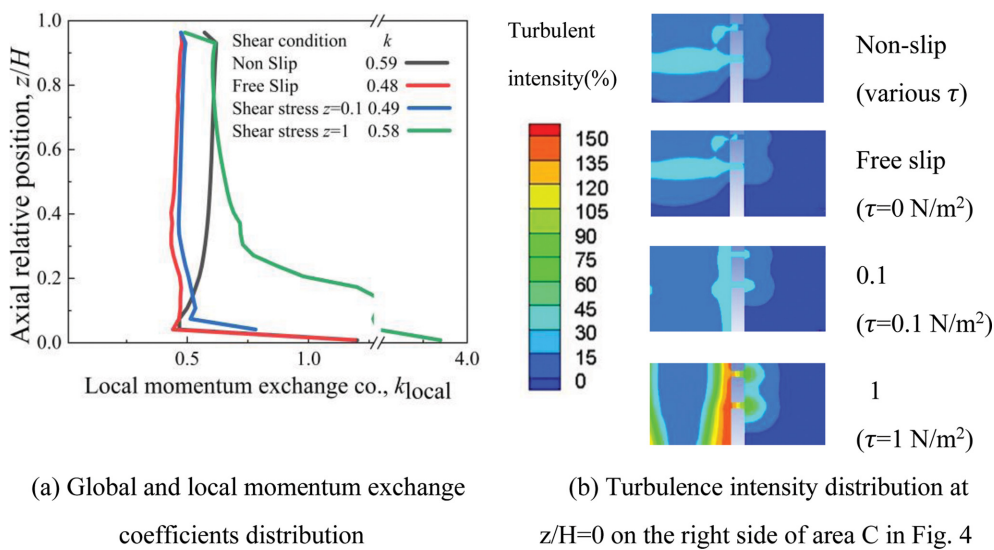 1.0
0.8
0.6
0.4
0.2
0.0
Axial relative position, z/H
Shear condition k
Non Slip 0.59
Free Slip 0.48
Shear stress z=0.1 0.49
Shear stress z=1 0.58
0.5 1.0 4.0
Local momentum exchange co., klocal
(a) Global and local momentum exchange
coefficients distribution
Turbulent
intensity(%)
150
135
120
105
90
75
60
45
30
15
0
Non-slip
(various τ)
Free slip
(τ=0 N/m²)
0.1
(τ=0.1 N/m²)
1
(τ=1 N/m²)
(b) Turbulence intensity distribution at
z/H=0 on the right side of area C in Fig. 4